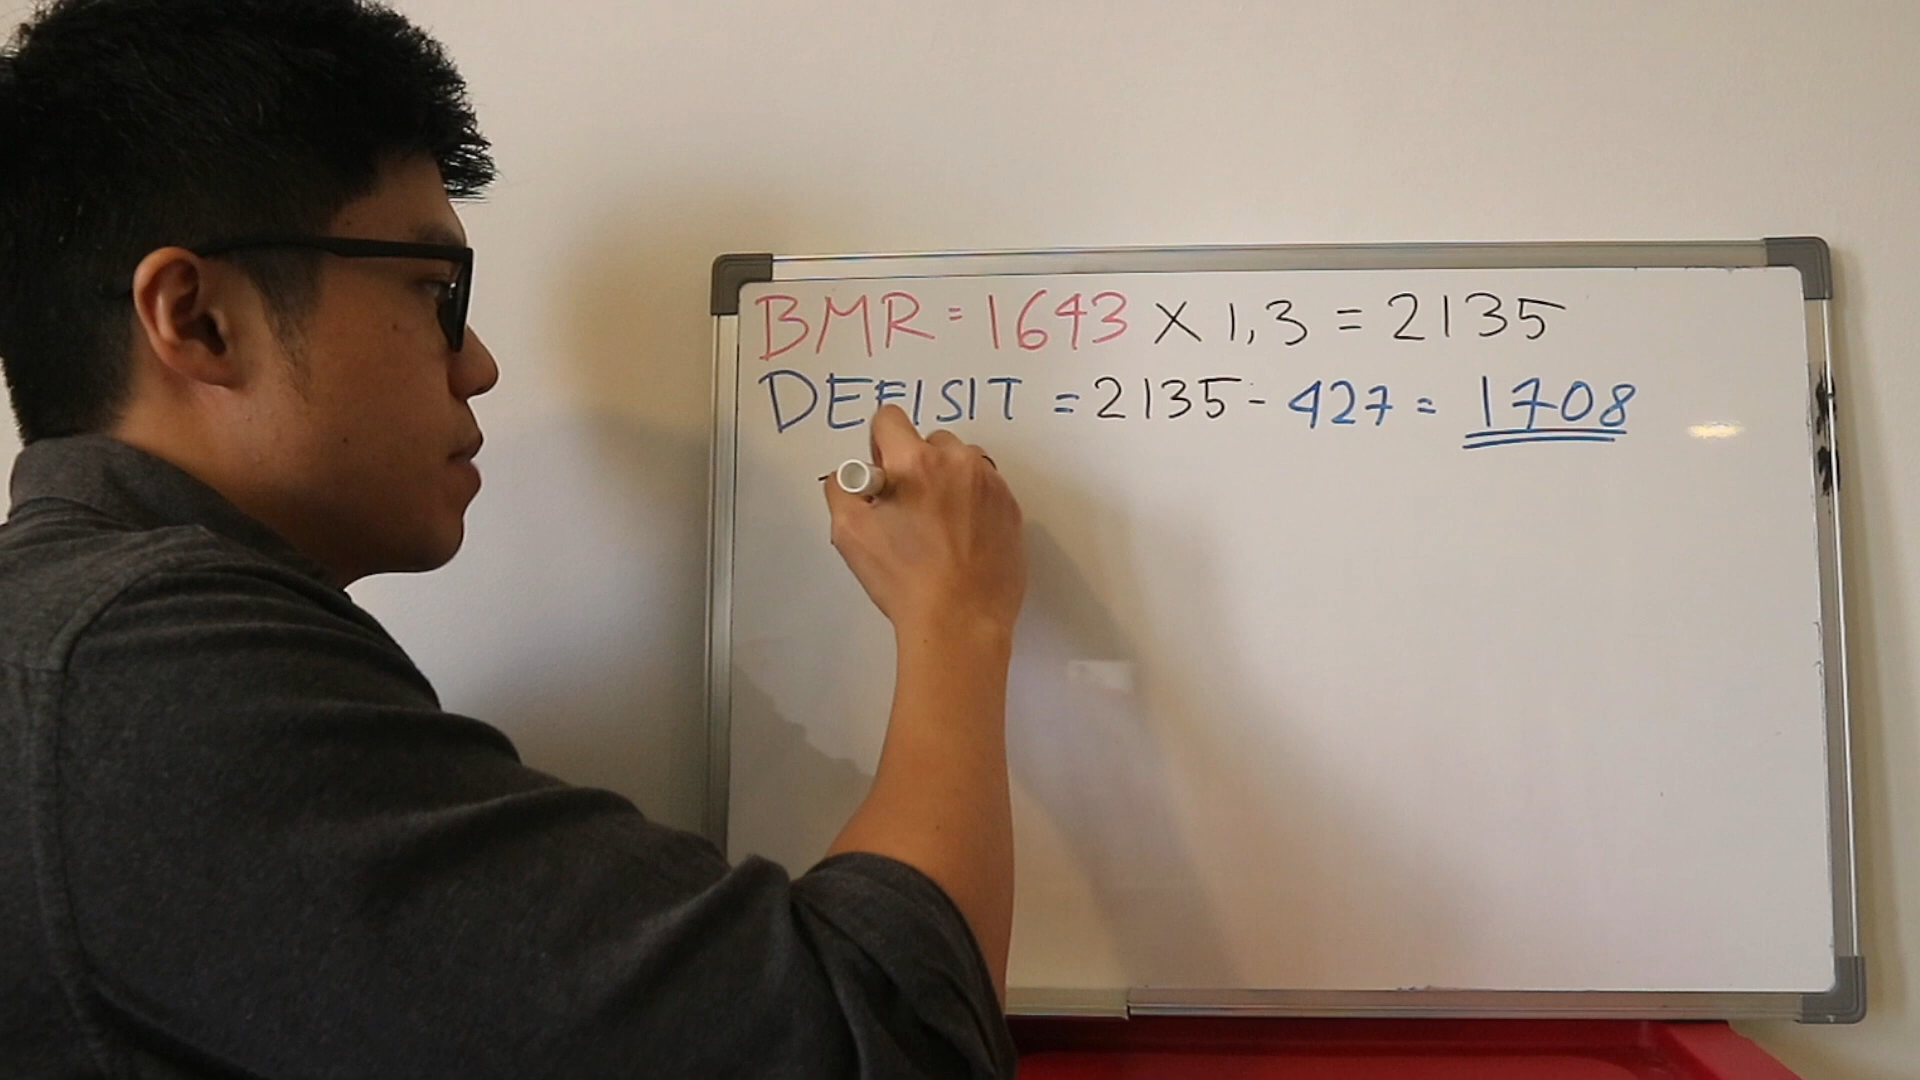 BMR = 1643 X 1,3 = 2135
DEFISIT = 2135 - 427 = 1708